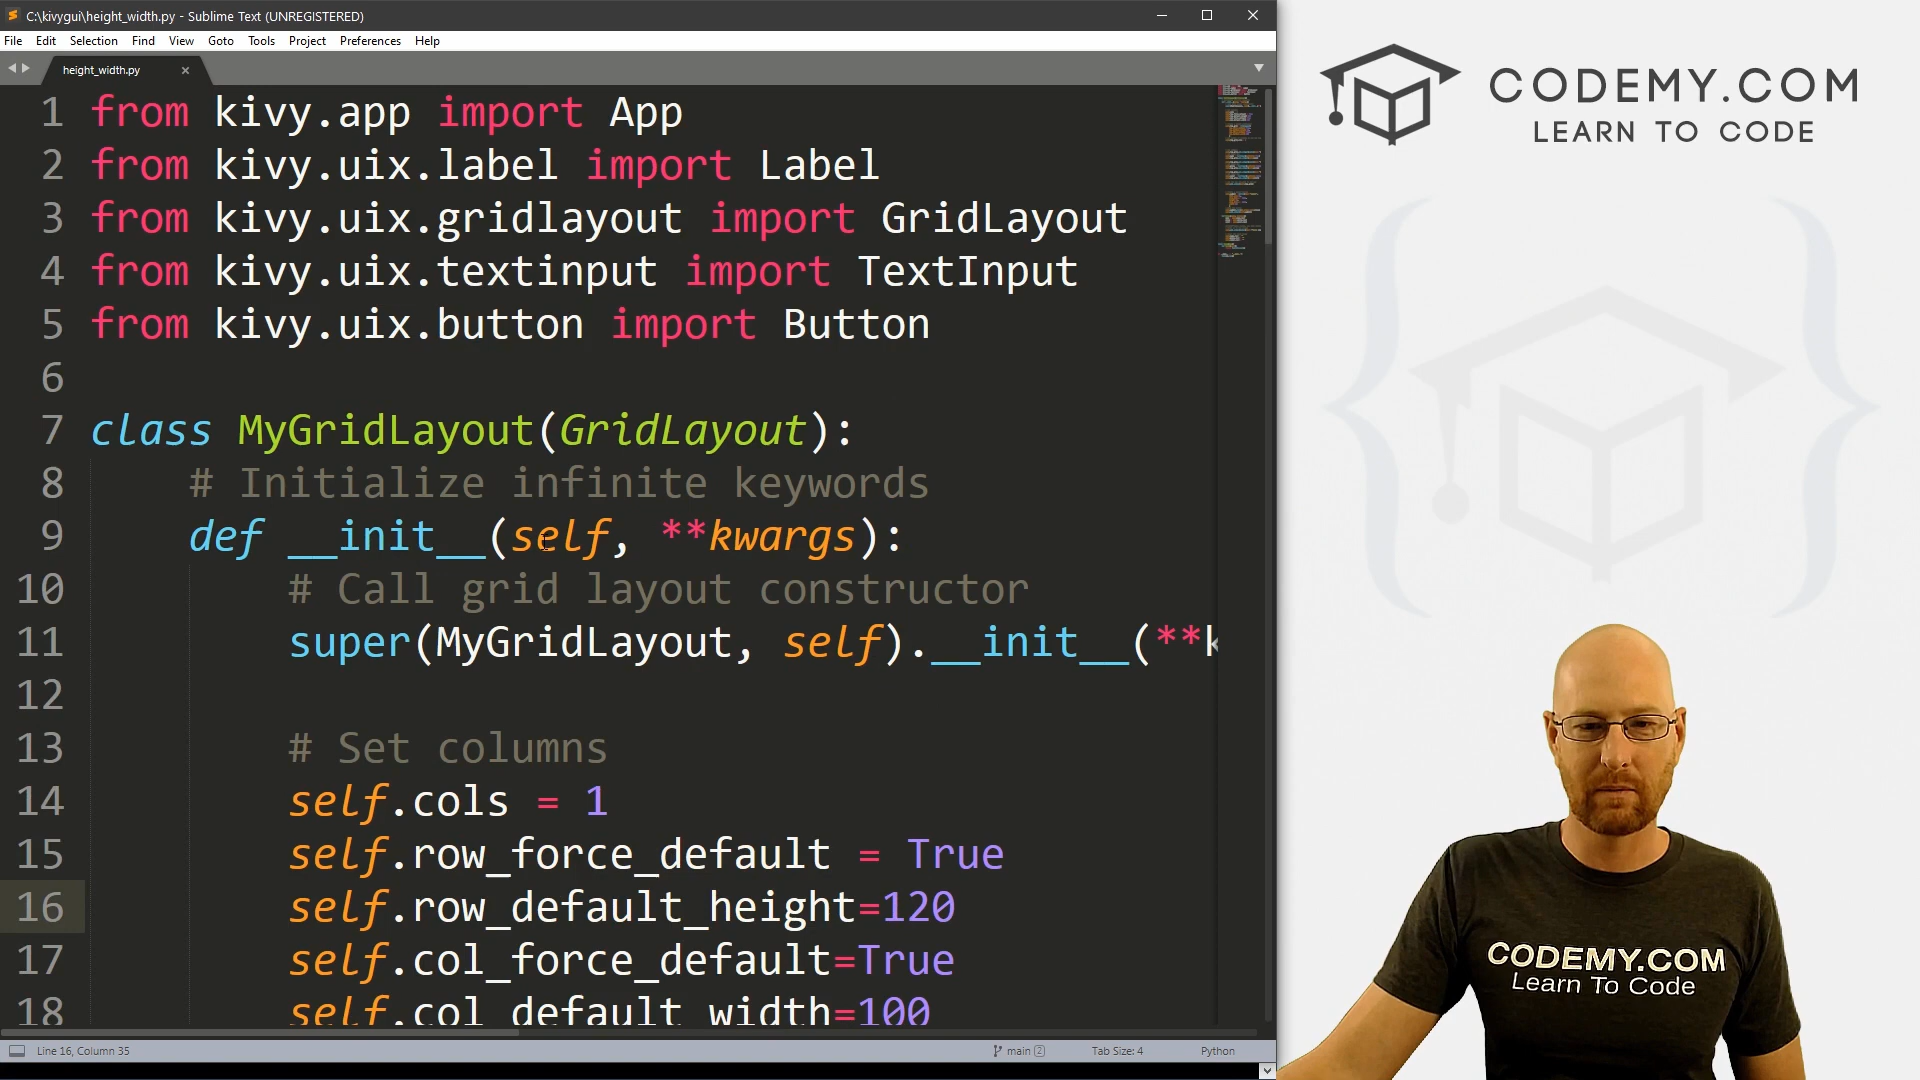 C:\kivygui\height_width.py - Sublime Text (UNREGISTERED)
File Edit Selection Find View Goto Tools Project Preferences Help
height_width.py
1 from kivy.app import App
2 from kivy.uix.label import Label
3 from kivy.uix.gridlayout import GridLayout
4 from kivy.uix.textinput import TextInput
5 from kivy.uix.button import Button
6
7 class MyGridLayout(GridLayout):
8 # Initialize infinite keywords
9 def __init__(self, **kwargs):
10 # Call grid layout constructor
11 super(MyGridLayout, self).__init__(**k
12
13 # Set columns
14 self.cols = 1
15 self.row_force_default = True
16 self.row_default_height=120
17 self.col_force_default=True
18 self.col_default_width=100
Line 16, Column 35
main 2
Tab Size: 4
Python
CODEMY.COM
LEARN TO CODE
CODEMY.COM
Learn To Code